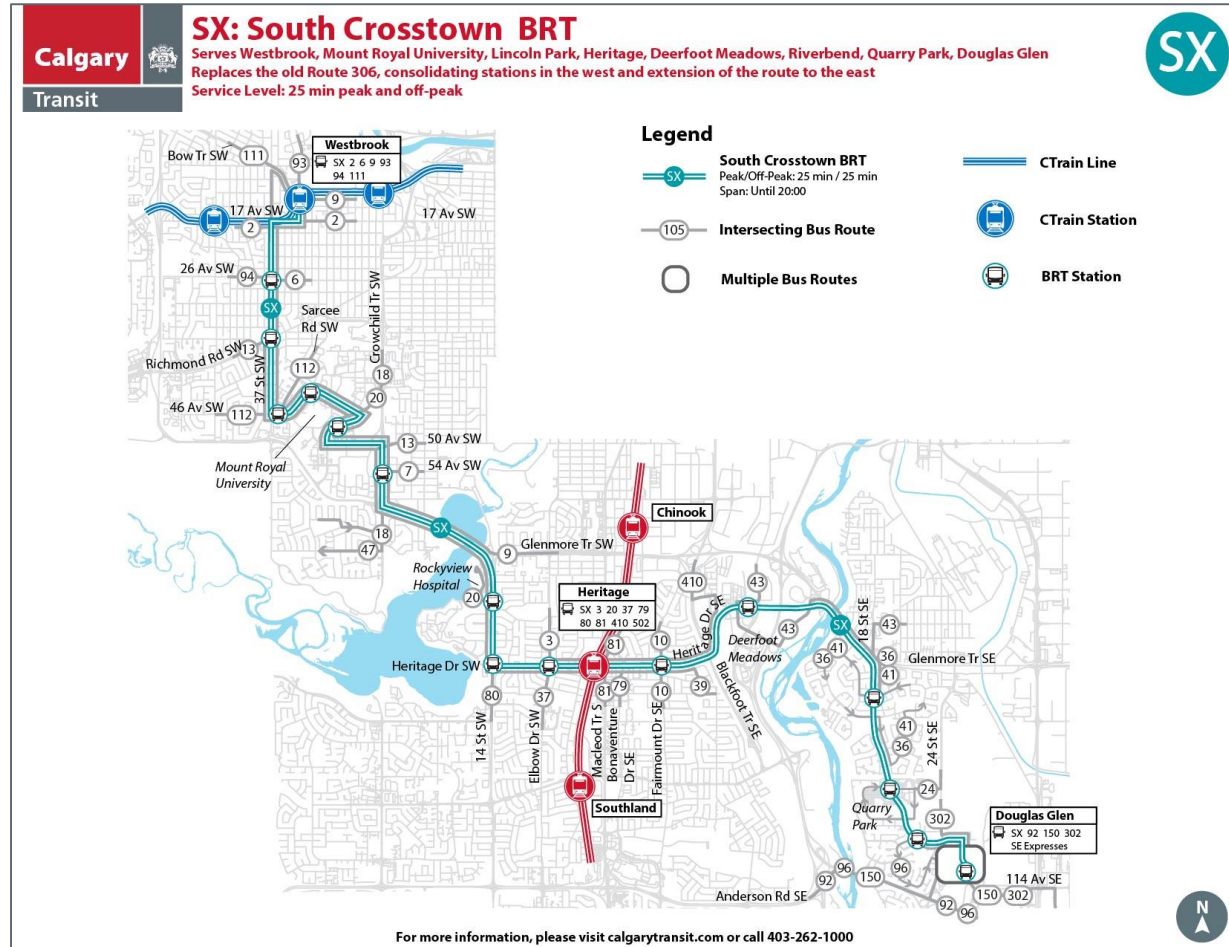 Calgary
Transit
SX: South Crosstown BRT
Serves Westbrook, Mount Royal University, Lincoln Park, Heritage, Deerfoot Meadows, Riverbend, Quarry Park, Douglas Glen
Replaces the old Route 306, consolidating stations in the west and extension of the route to the east
Service Level: 25 min peak and off-peak
SX
Legend
South Crosstown BRT
Peak/Off-Peak: 25 min / 25 min
Span: Until 20:00
SX
105
Intersecting Bus Route
Multiple Bus Routes
CTrain Line
CTrain Station
BRT Station
Westbrook
SX 2 6 9 93
94 111
Bow Tr SW
111
93
17 Av SW
9
2
2
17 Av SW
26 Av SW
94
6
SX
Sarcee
Rd SW
Crowchild Tr SW
Richmond Rd SW
13
37 St SW
112
18
20
46 Av SW
112
Mount Royal
University
13
50 Av SW
7
54 Av SW
SX
18
47
9
Glenmore Tr SW
Rockyview
Hospital
20
Chinook
Heritage
SX 3 20 37 79
80 81 410 502
Heritage Dr SW
3
81
10
Heritage Dr SE
410
43
Deerfoot
Meadows
43
SX
18 St SE
43
41
36
36
41
Glenmore Tr SE
80
37
81
79
10
39
14 St SW
Elbow Dr SW
Macleod Tr S
Bonaventure
Dr SE
Fairmount Dr SE
Blackfoot Tr SE
41
36
24 St SE
Southland
Quarry
Park
24
302
Douglas Glen
SX 92 150 302
SE Expresses
96
92
96
150
Anderson Rd SE
92
96
150
302
114 Av SE
N
For more information, please visit calgarytransit.com or call 403-262-1000